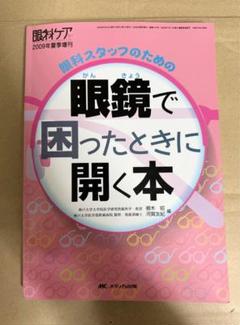 眼科ケア
2009年夏季増刊
眼科スタッフのための
がん きょう
眼鏡で
困ったときに
開く本
編
メディカ出版